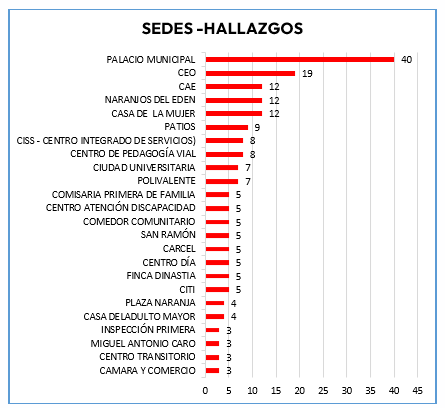 SEDES -HALLAZGOS
PALACIO MUNICIPAL 40
CEO 19
CAE 12
NARANJOS DEL EDEN 12
CASA DE LA MUJER 12
PATIOS 9
CISS - CENTRO INTEGRADO DE SERVICIOS) 8
CENTRO DE PEDAGOGÍA VIAL 8
CIUDAD UNIVERSITARIA 7
POLIVALENTE 7
COMISARIA PRIMERA DE FAMILIA 5
CENTRO ATENCIÓN DISCAPACIDAD 5
COMEDOR COMUNITARIO 5
SAN RAMÓN 5
CARCEL 5
CENTRO DÍA 5
FINCA DINASTIA 5
CITI 5
PLAZA NARANJA 4
CASA DELADULTO MAYOR 4
INSPECCIÓN PRIMERA 3
MIGUEL ANTONIO CARO 3
CENTRO TRANSITORIO 3
CAMARA Y COMERCIO 3
0 5 10 15 20 25 30 35 40 45